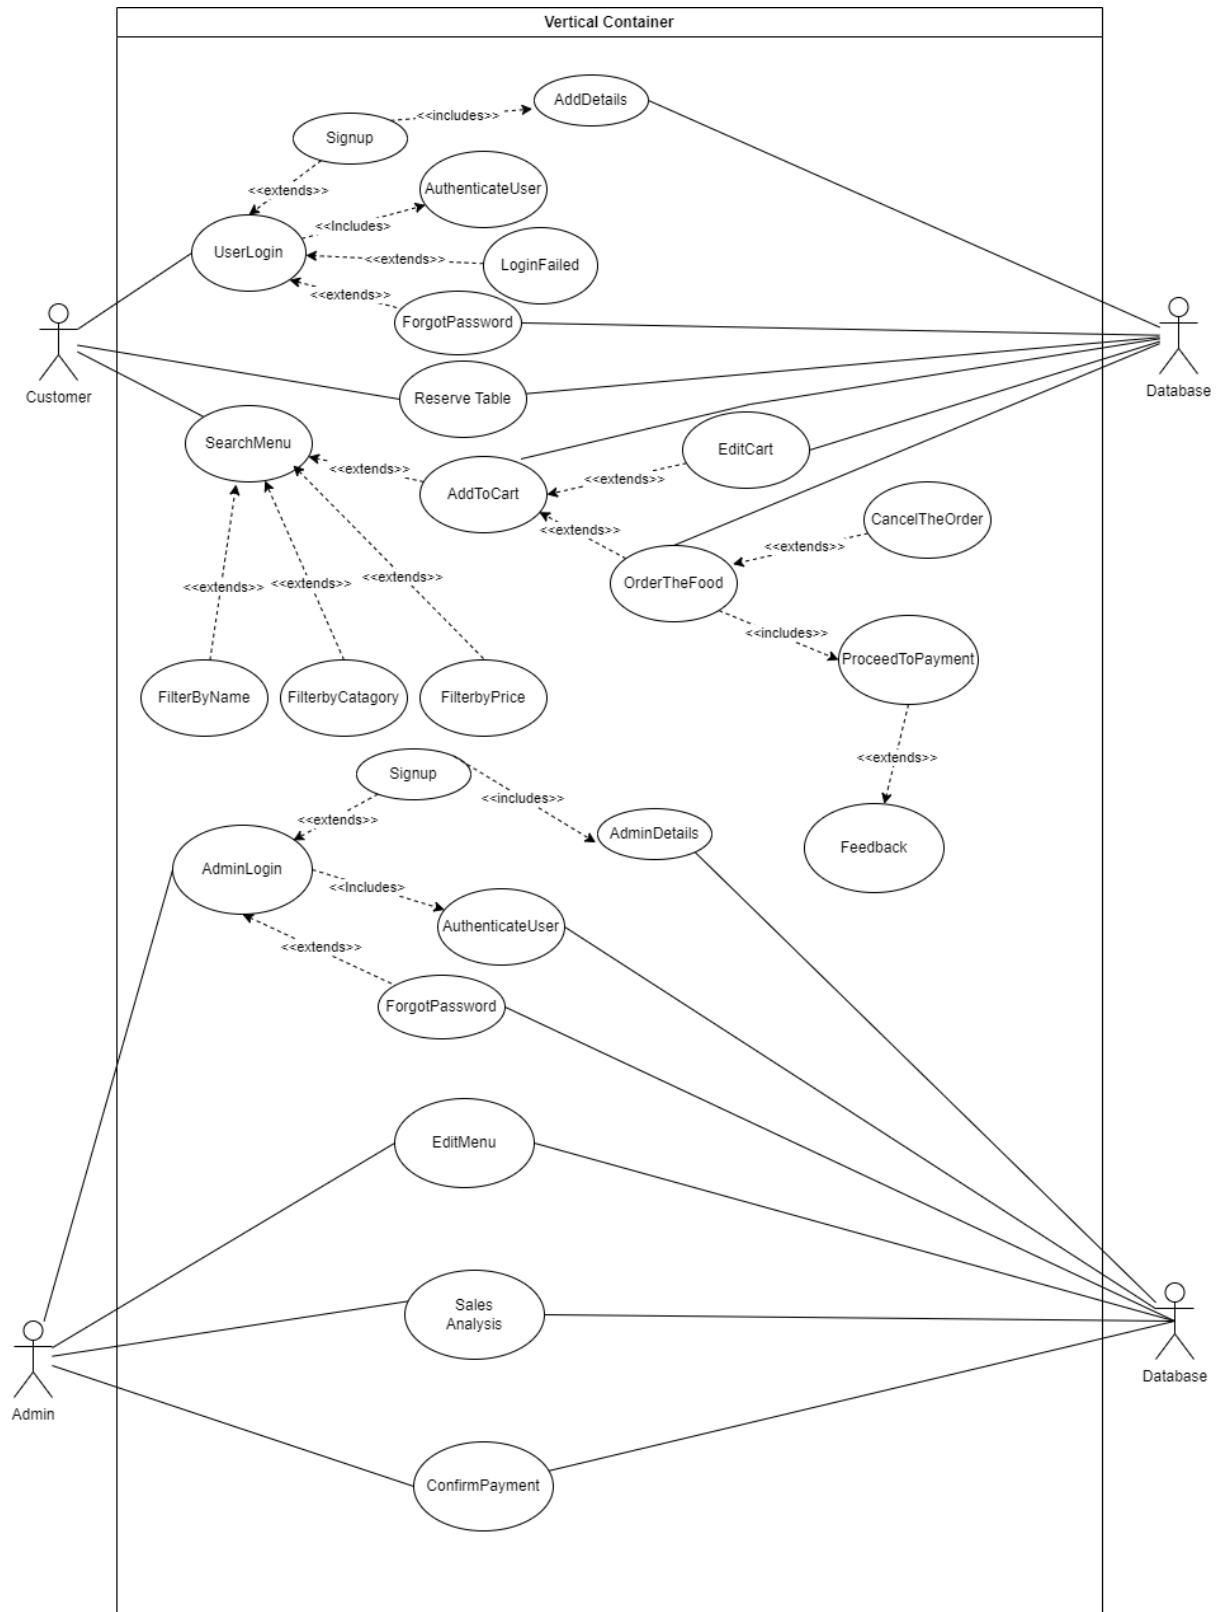 Vertical Container
AddDetails
<<includes>>
Signup
<<extends>>
AuthenticateUser
<<Includes>
UserLogin
<<extends>>
LoginFailed
<<extends>>
ForgotPassword
Customer
Database
Reserve Table
SearchMenu
EditCart
<<extends>>
<<extends>>
AddToCart
CancelTheOrder
<<extends>>
<<extends>>
OrderTheFood
<<extends>>
<<extends>>
<<extends>>
<<includes>>
ProceedToPayment
FilterByName
FilterbyCatagory
FilterbyPrice
<<extends>>
Signup
<<includes>>
<<extends>>
AdminDetails
Feedback
AdminLogin
<<Includes>
AuthenticateUser
<<extends>>
ForgotPassword
EditMenu
Sales
Analysis
Database
Admin
ConfirmPayment